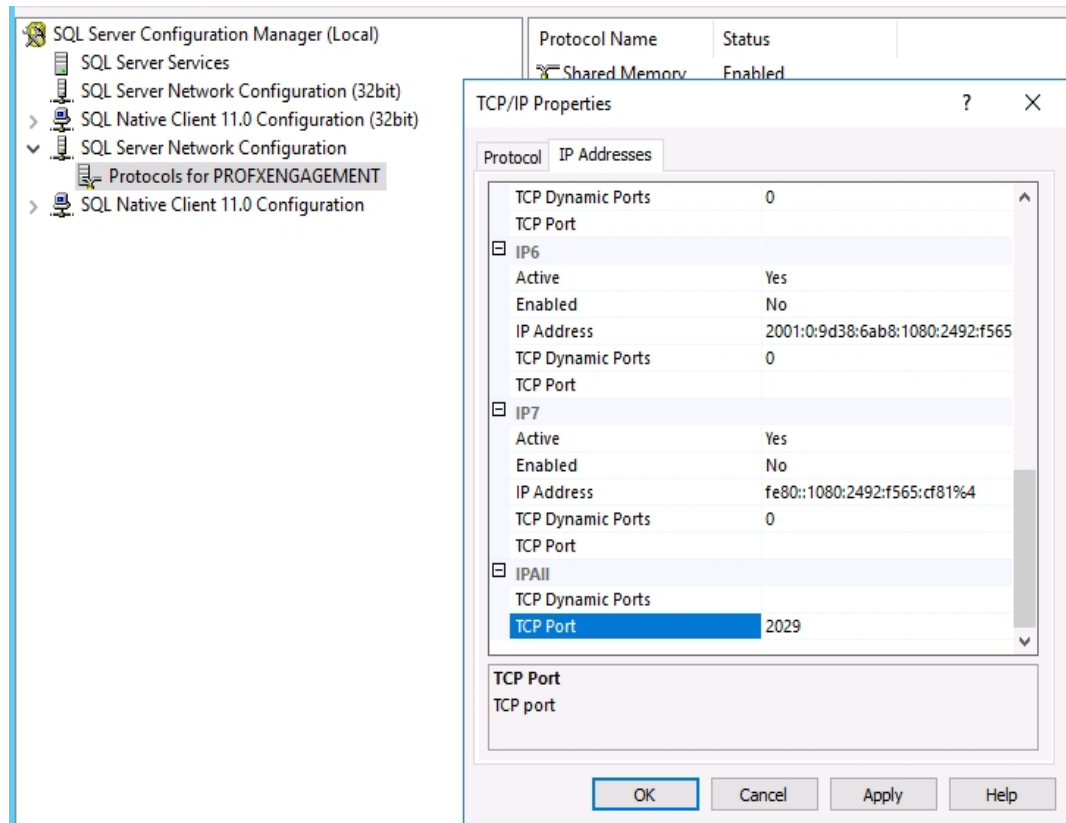 SQL Server Configuration Manager (Local)
SQL Server Services
SQL Server Network Configuration (32bit)
SQL Native Client 11.0 Configuration (32bit)
SQL Server Network Configuration
Protocols for PROFXENGAGEMENT
SQL Native Client 11.0 Configuration
Protocol Name Status
Shared Memory Enabled
TCP/IP Properties ? X
Protocol IP Addresses
TCP Dynamic Ports 0
TCP Port
IP6
Active Yes
Enabled No
IP Address 2001:0:9d38:6ab8:1080:2492:f565
TCP Dynamic Ports 0
TCP Port
IP7
Active Yes
Enabled No
IP Address fe80::1080:2492:f565:cf81%4
TCP Dynamic Ports 0
TCP Port
IPAll
TCP Dynamic Ports
TCP Port 2029
TCP Port
TCP port
OK Cancel Apply Help